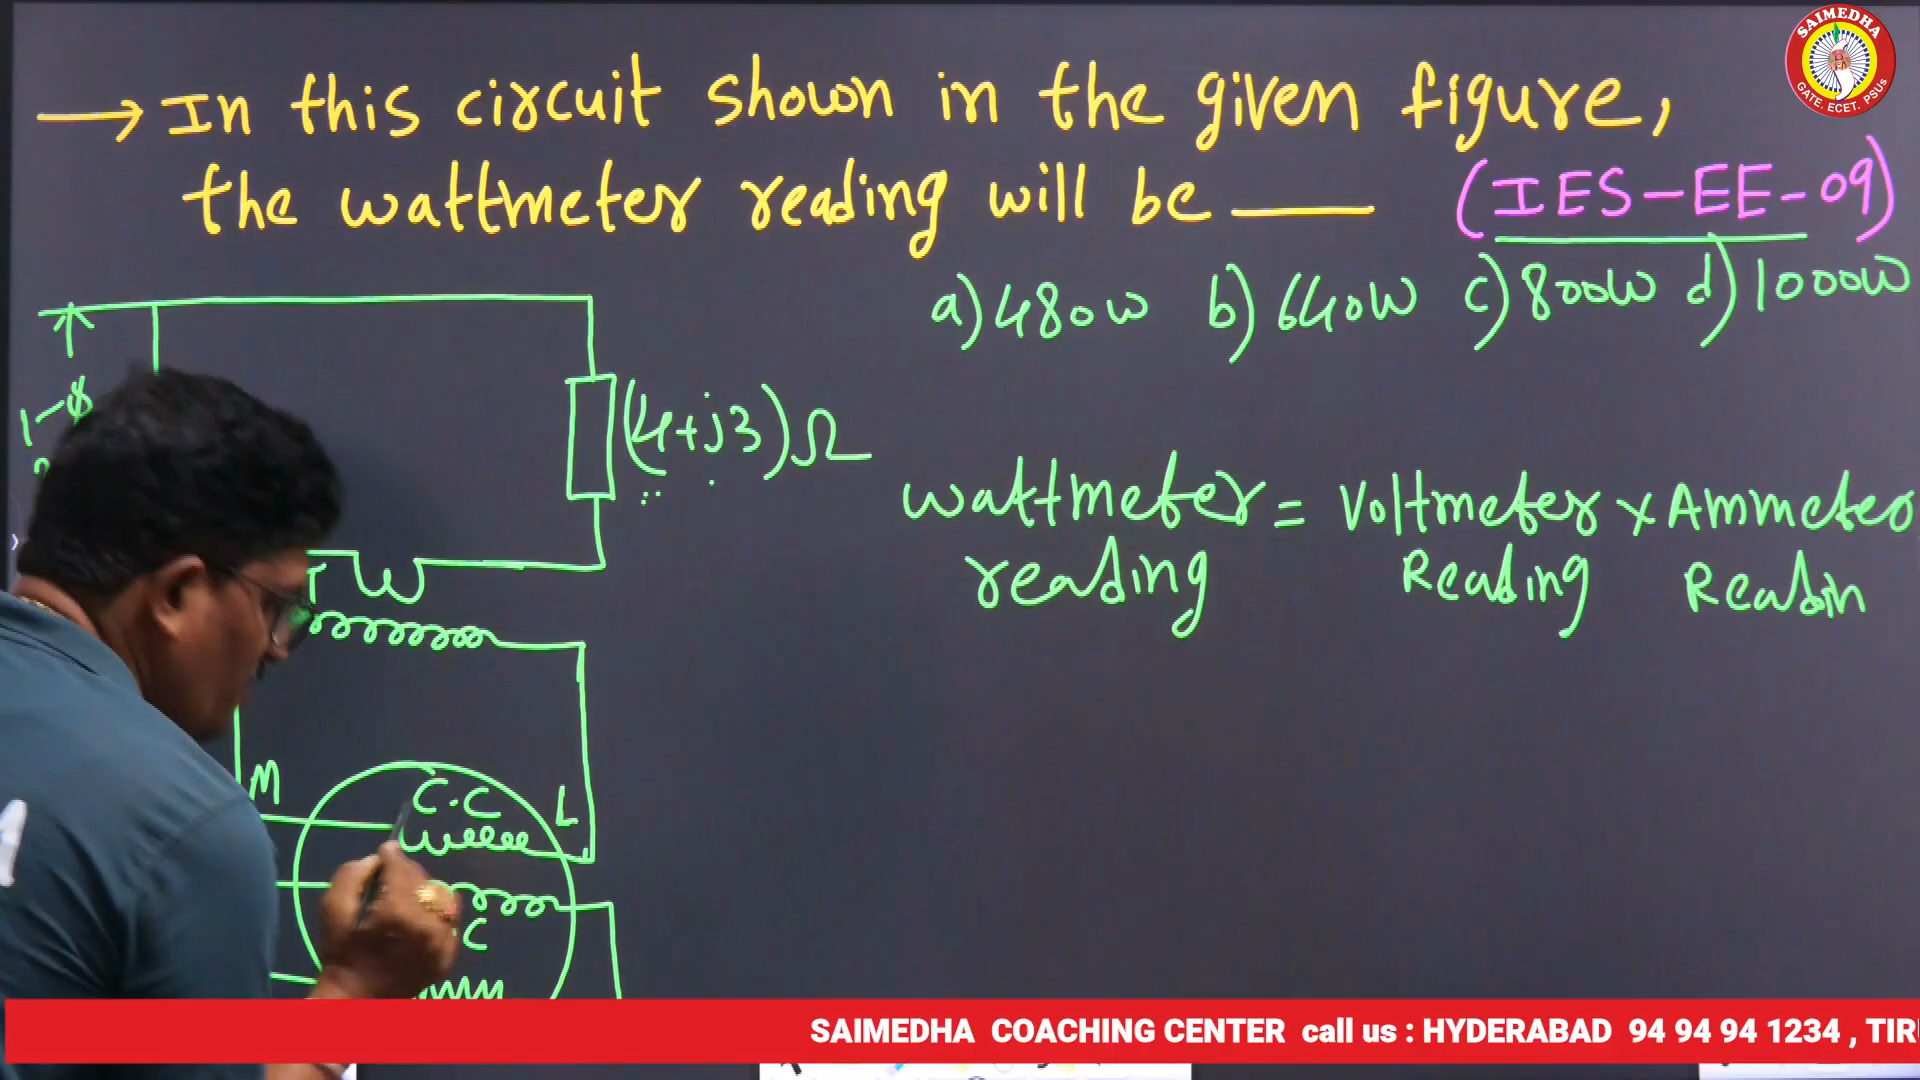 SAIMEDHA
GATE. ECET. PSUs
→ In this circuit shown in the given figure,
the wattmeter reading will be ____ (IES-EE-09)
a) 480W b) 640W c) 800W d) 1000W
1-ϕ
(4+j3)Ω
wattmeter = Voltmeter × Ammeter
reading Reading Readin
M
C.C
L
C
SAIMEDHA COACHING CENTER call us : HYDERABAD 94 94 94 1234 , TIR